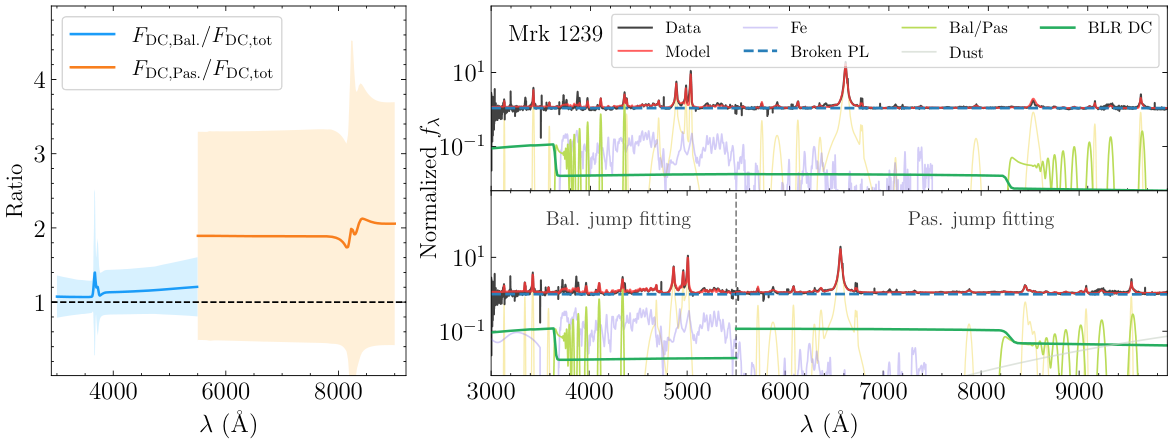 F_DC,Bal./F_DC,tot
F_DC,Pas./F_DC,tot
Ratio
4
3
2
1
4000 6000 8000
λ (Å)
Mrk 1239
Data Fe Bal/Pas BLR DC
Model Broken PL Dust
Normalized f_λ
10^1
10^−1
Bal. jump fitting Pas. jump fitting
10^1
10^−1
3000 4000 5000 6000 7000 8000 9000
λ (Å)